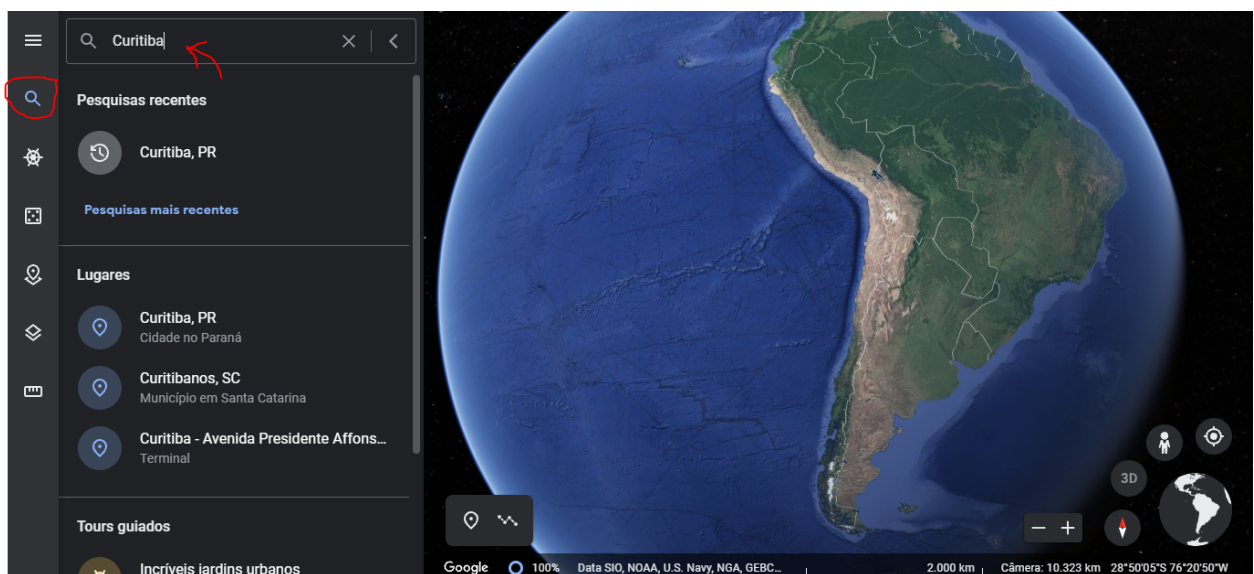 Curitiba
Pesquisas recentes
Curitiba, PR
Pesquisas mais recentes
Lugares
Curitiba, PR
Cidade no Paraná
Curitibanos, SC
Município em Santa Catarina
Curitiba - Avenida Presidente Affons...
Terminal
Tours guiados
Incríveis jardins urbanos
3D
Google 100% Data SIO, NOAA, U.S. Navy, NGA, GEBC... 2.000 km Câmera: 10.323 km 28°50'05"S 76°20'50"W